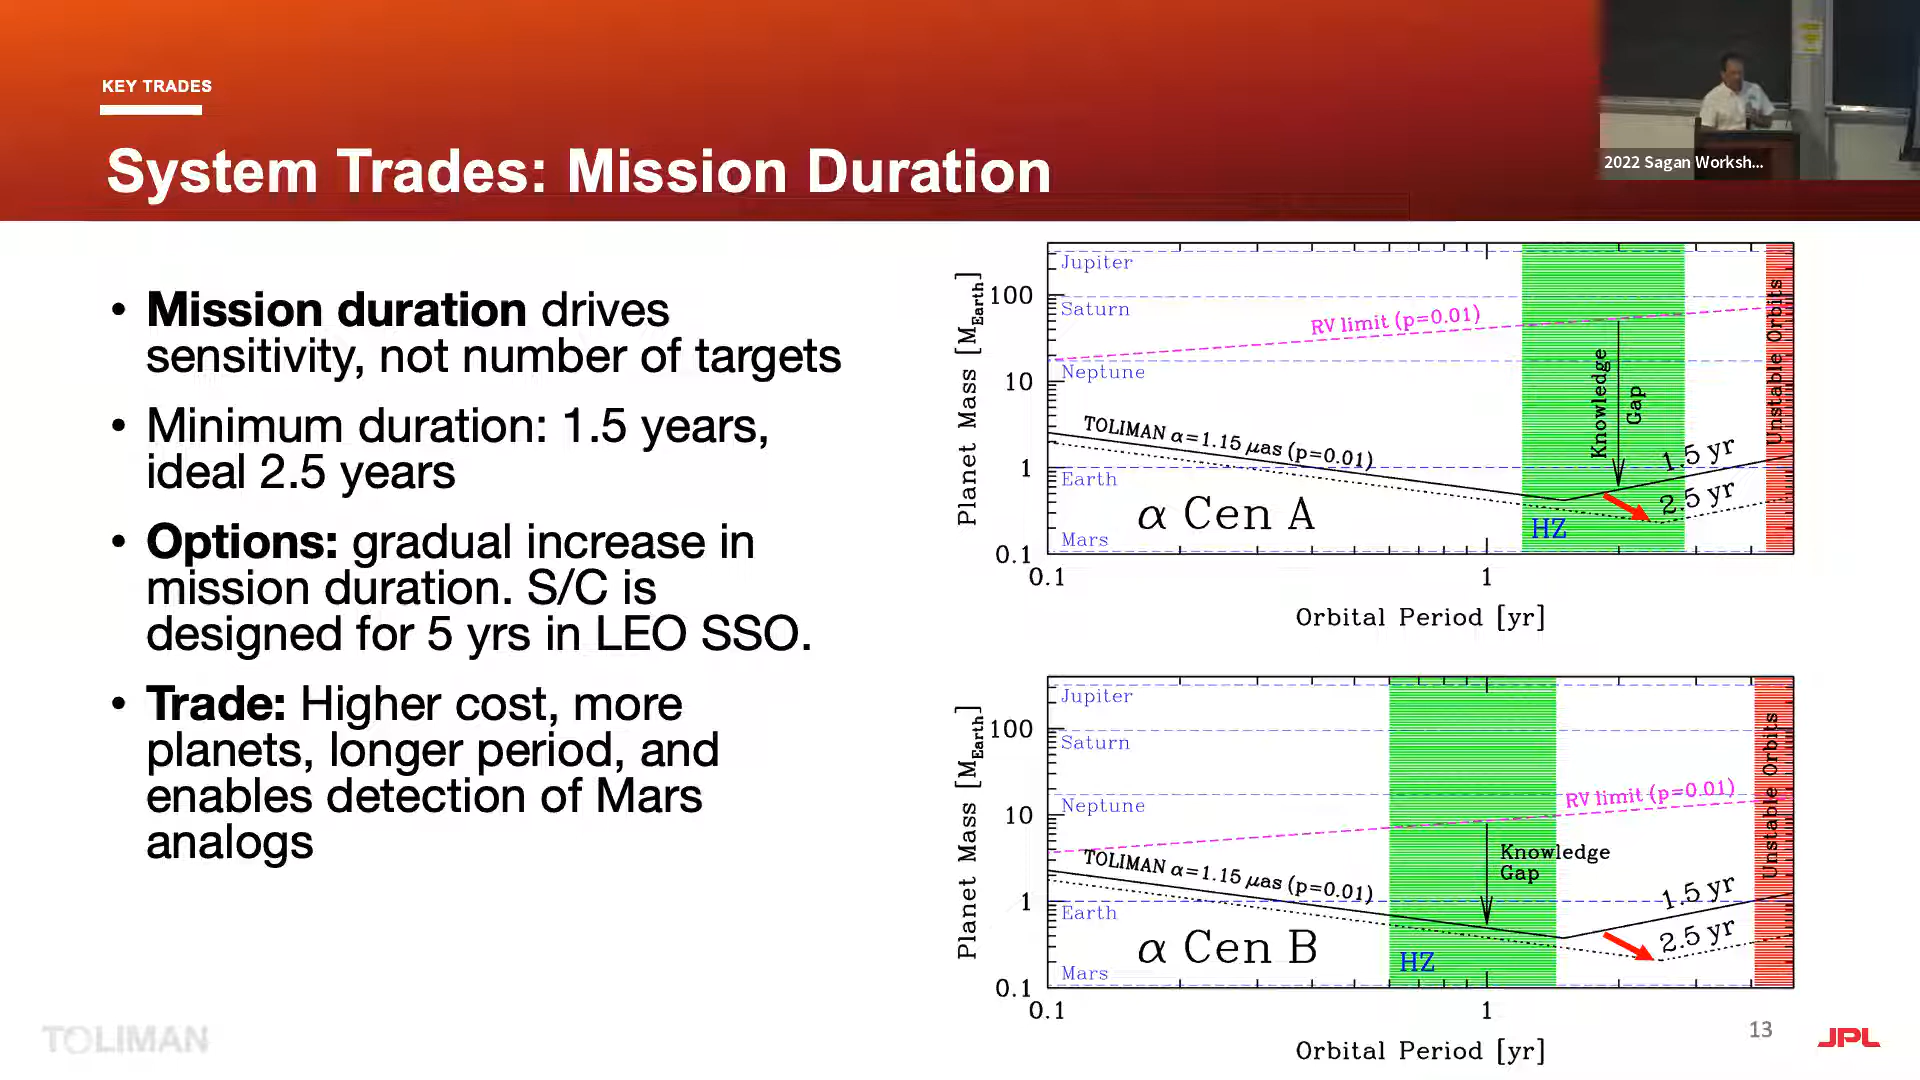 KEY TRADES
System Trades: Mission Duration
2022 Sagan Worksh...
• Mission duration drives
sensitivity, not number of targets
• Minimum duration: 1.5 years,
ideal 2.5 years
• Options: gradual increase in
mission duration. S/C is
designed for 5 yrs in LEO SSO.
• Trade: Higher cost, more
planets, longer period, and
enables detection of Mars
analogs
Planet Mass [M_Earth]
100
10
1
0.1
Jupiter
Saturn
RV limit (p=0.01)
Neptune
Knowledge
Gap
Unstable Orbits
TOLIMAN α=1.15 μas (p=0.01)
1.5 yr
Earth
2.5 yr
α Cen A
HZ
Mars
0.1
1
Orbital Period [yr]
Planet Mass [M_Earth]
100
10
1
0.1
Jupiter
Saturn
Neptune
RV limit (p=0.01)
Unstable Orbits
TOLIMAN α=1.15 μas (p=0.01)
Knowledge
Gap
1.5 yr
Earth
2.5 yr
α Cen B
HZ
Mars
0.1
1
Orbital Period [yr]
TOLIMAN
13
JPL